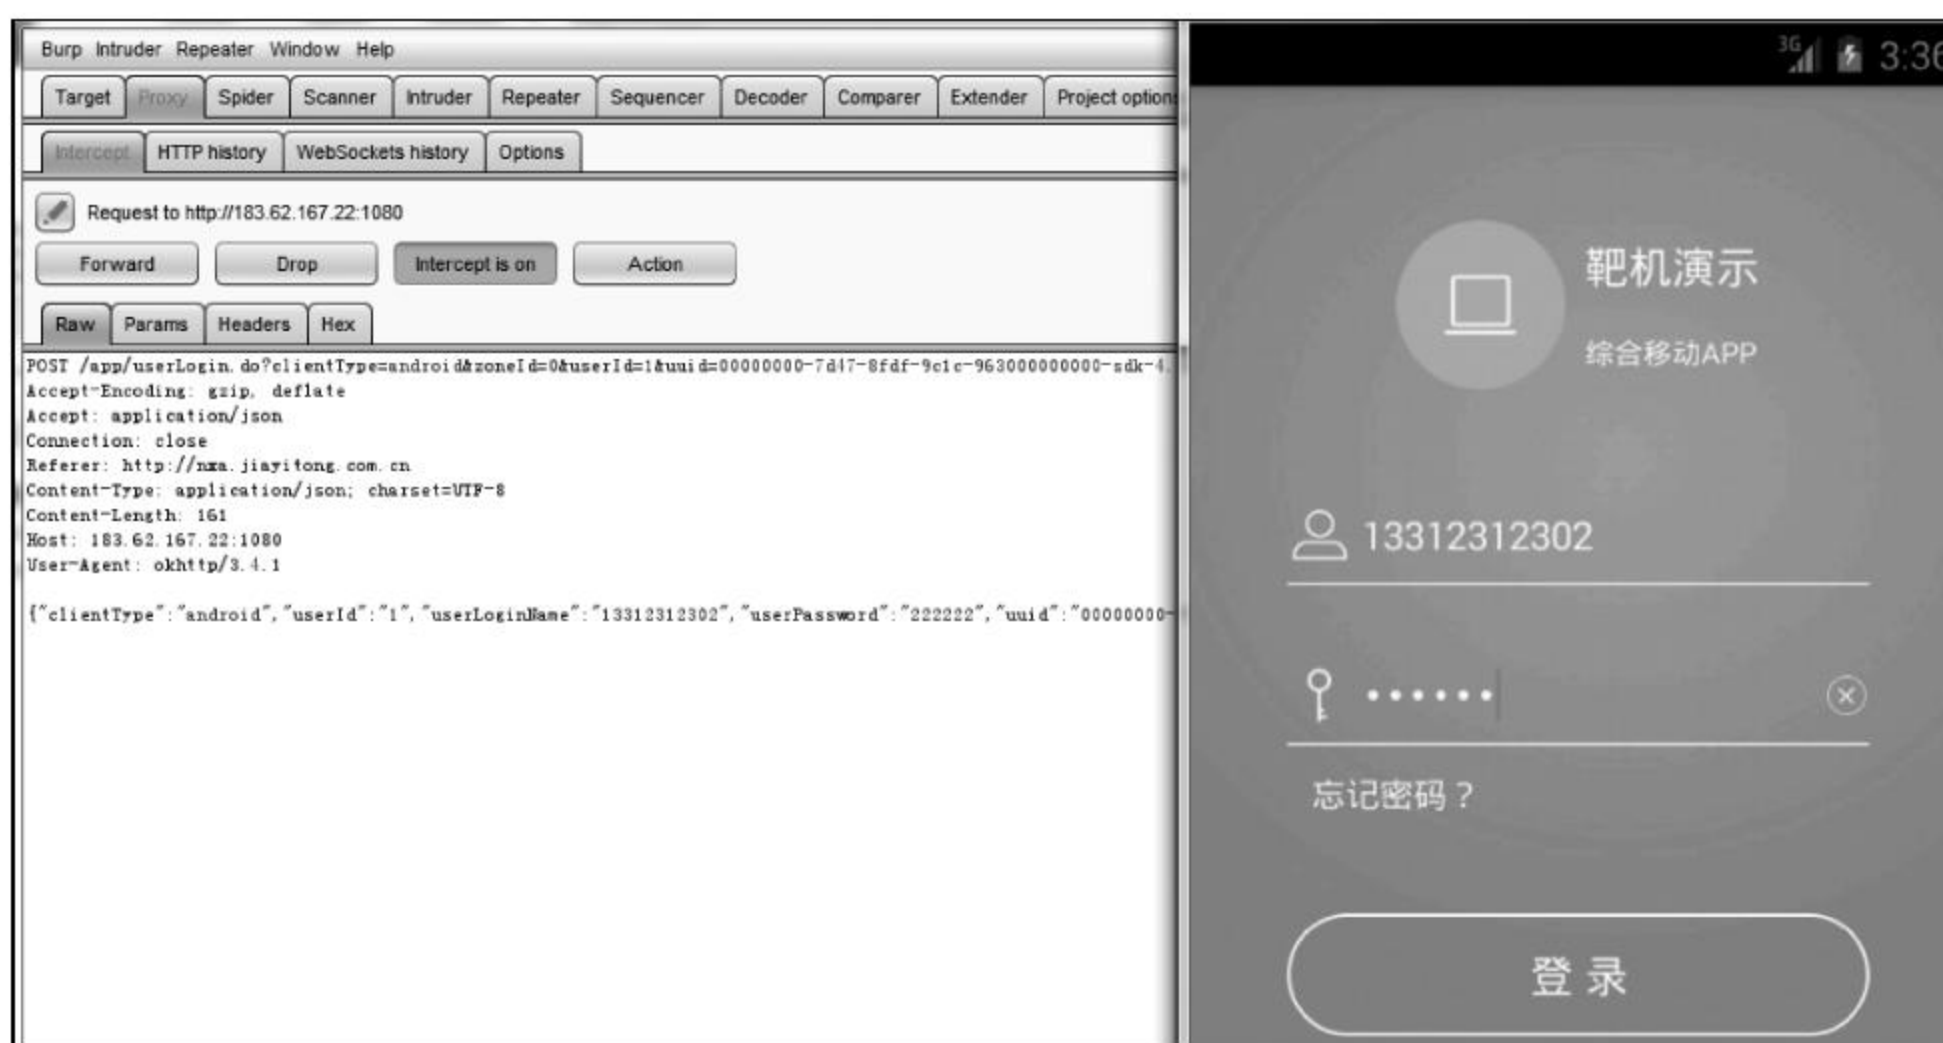 Burp Intruder Repeater Window Help
Target Proxy Spider Scanner Intruder Repeater Sequencer Decoder Comparer Extender Project option
Intercept HTTP history WebSockets history Options
Request to http://183.62.167.22:1080
Forward Drop Intercept is on Action
Raw Params Headers Hex
POST /app/userLogin.do?clientType=android&zoneId=0&userId=1&uuid=00000000-7d47-8fdf-9c1c-963000000000-sdk-4.
Accept-Encoding: gzip, deflate
Accept: application/json
Connection: close
Referer: http://nxa.jiayitong.com.cn
Content-Type: application/json; charset=UTF-8
Content-Length: 161
Host: 183.62.167.22:1080
User-Agent: okhttp/3.4.1
{"clientType":"android","userId":"1","userLoginName":"13312312302","userPassword":"222222","uuid":"00000000-
3G 3:36
靶机演示
综合移动APP
13312312302
••••••
忘记密码？
登 录